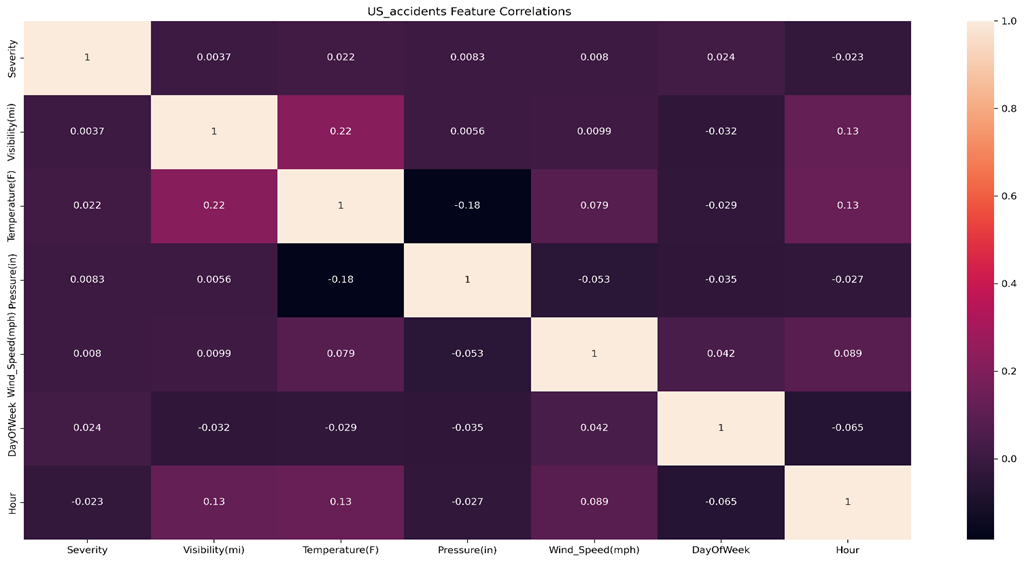 US_accidents Feature Correlations
Severity 1 0.0037 0.022 0.0083 0.008 0.024 -0.023
Visibility(mi) 0.0037 1 0.22 0.0056 0.0099 -0.032 0.13
Temperature(F) 0.022 0.22 1 -0.18 0.079 -0.029 0.13
Pressure(in) 0.0083 0.0056 -0.18 1 -0.053 -0.035 -0.027
Wind_Speed(mph) 0.008 0.0099 0.079 -0.053 1 0.042 0.089
DayOfWeek 0.024 -0.032 -0.029 -0.035 0.042 1 -0.065
Hour -0.023 0.13 0.13 -0.027 0.089 -0.065 1
Severity Visibility(mi) Temperature(F) Pressure(in) Wind_Speed(mph) DayOfWeek Hour
1.0
0.8
0.6
0.4
0.2
0.0